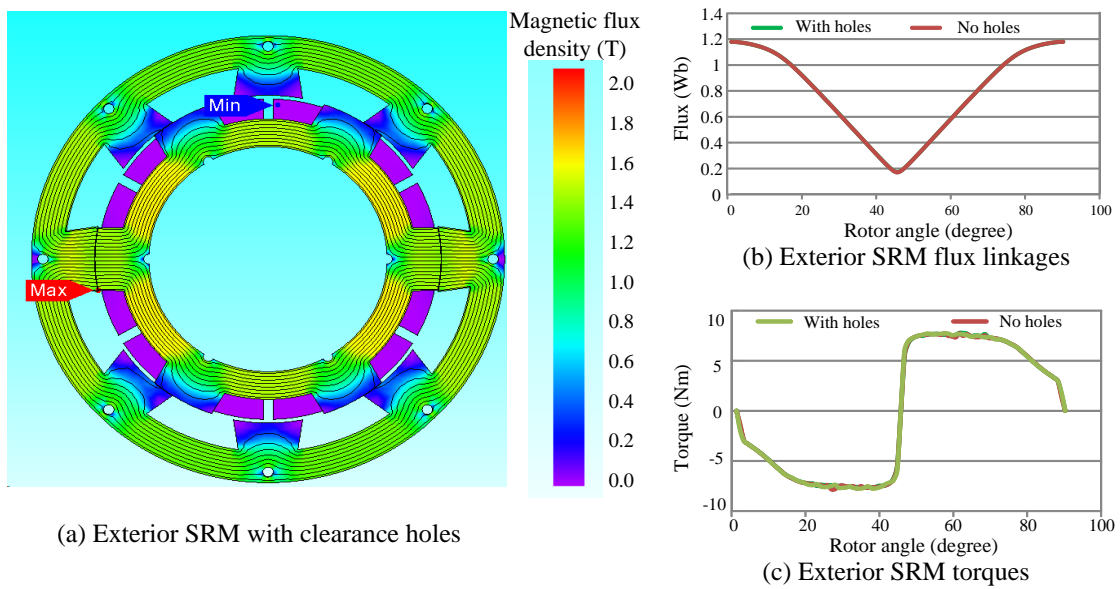 Magnetic flux
density (T)
2.0
1.8
1.6
1.4
1.2
1.0
0.8
0.6
0.4
0.2
0.0
Min
Max
(a) Exterior SRM with clearance holes
1.4
1.2
1
0.8
0.6
0.4
0.2
0
Flux (Wb)
With holes
No holes
0
20
40
60
80
100
Rotor angle (degree)
(b) Exterior SRM flux linkages
10
5
0
-5
-10
Torque (Nm)
With holes
No holes
0
20
40
60
80
100
Rotor angle (degree)
(c) Exterior SRM torques